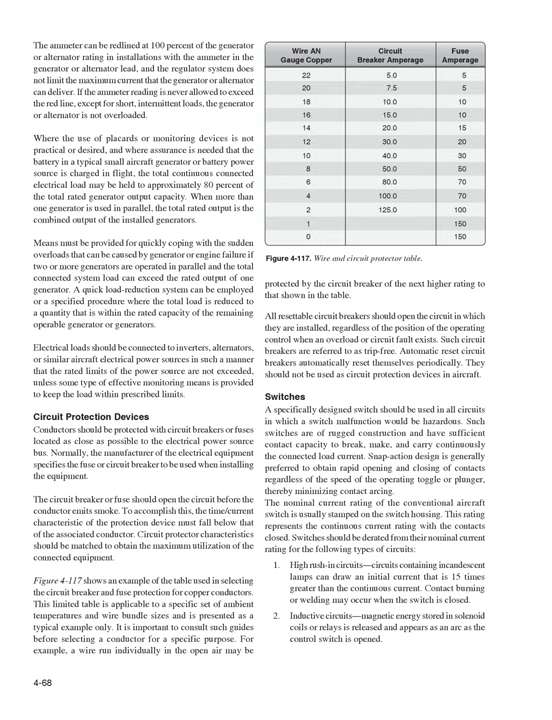 The ammeter can be redlined at 100 percent of the generator
or alternator rating in installations with the ammeter in the
generator or alternator lead, and the regulator system does
not limit the maximum current that the generator or alternator
can deliver. If the ammeter reading is never allowed to exceed
the red line, except for short, intermittent loads, the generator
or alternator is not overloaded.
Where the use of placards or monitoring devices is not
practical or desired, and where assurance is needed that the
battery in a typical small aircraft generator or battery power
source is charged in flight, the total continuous connected
electrical load may be held to approximately 80 percent of
the total rated generator output capacity. When more than
one generator is used in parallel, the total rated output is the
combined output of the installed generators.
Means must be provided for quickly coping with the sudden
overloads that can be caused by generator or engine failure if
two or more generators are operated in parallel and the total
connected system load can exceed the rated output of one
generator. A quick load-reduction system can be employed
or a specified procedure where the total load is reduced to
a quantity that is within the rated capacity of the remaining
operable generator or generators.
Electrical loads should be connected to inverters, alternators,
or similar aircraft electrical power sources in such a manner
that the rated limits of the power source are not exceeded,
unless some type of effective monitoring means is provided
to keep the load within prescribed limits.
Circuit Protection Devices
Conductors should be protected with circuit breakers or fuses
located as close as possible to the electrical power source
bus. Normally, the manufacturer of the electrical equipment
specifies the fuse or circuit breaker to be used when installing
the equipment.
The circuit breaker or fuse should open the circuit before the
conductor emits smoke. To accomplish this, the time/current
characteristic of the protection device must fall below that
of the associated conductor. Circuit protector characteristics
should be matched to obtain the maximum utilization of the
connected equipment.
Figure 4-117 shows an example of the table used in selecting
the circuit breaker and fuse protection for copper conductors.
This limited table is applicable to a specific set of ambient
temperatures and wire bundle sizes and is presented as a
typical example only. It is important to consult such guides
before selecting a conductor for a specific purpose. For
example, a wire run individually in the open air may be
Wire AN Gauge Copper Circuit Breaker Amperage Fuse Amperage
22 5.0 5
20 7.5 5
18 10.0 10
16 15.0 10
14 20.0 15
12 30.0 20
10 40.0 30
8 50.0 50
6 80.0 70
4 100.0 70
2 125.0 100
1 150
0 150
Figure 4-117. Wire and circuit protector table.
protected by the circuit breaker of the next higher rating to
that shown in the table.
All resettable circuit breakers should open the circuit in which
they are installed, regardless of the position of the operating
control when an overload or circuit fault exists. Such circuit
breakers are referred to as trip-free. Automatic reset circuit
breakers automatically reset themselves periodically. They
should not be used as circuit protection devices in aircraft.
Switches
A specifically designed switch should be used in all circuits
in which a switch malfunction would be hazardous. Such
switches are of rugged construction and have sufficient
contact capacity to break, make, and carry continuously
the connected load current. Snap-action design is generally
preferred to obtain rapid opening and closing of contacts
regardless of the speed of the operating toggle or plunger,
thereby minimizing contact arcing.
The nominal current rating of the conventional aircraft
switch is usually stamped on the switch housing. This rating
represents the continuous current rating with the contacts
closed. Switches should be derated from their nominal current
rating for the following types of circuits:
1. High rush-in circuits—circuits containing incandescent
lamps can draw an initial current that is 15 times
greater than the continuous current. Contact burning
or welding may occur when the switch is closed.
2. Inductive circuits—magnetic energy stored in solenoid
coils or relays is released and appears as an arc as the
control switch is opened.
4-68